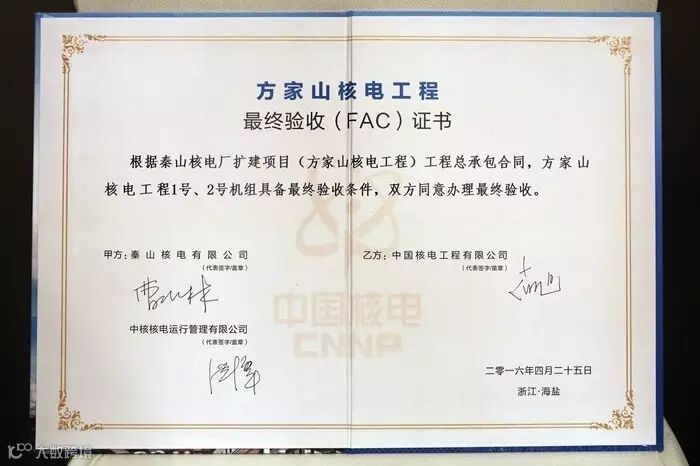 方家山核电工程
最终验收（FAC）证书
根据秦山核电厂扩建项目（方家山核电工程）工程总承包合同，方家山
核电工程1号、2号机组具备最终验收条件，双方同意办理最终验收。
甲方：秦山核电有限公司
（代表签字/盖章）
乙方：中国核电工程有限公司
（代表签字/盖章）
中国核电
CNNP
中核核电运行管理有限公司
（代表签字/盖章）
二零一六年四月二十五日
浙江·海盐
大数跨境